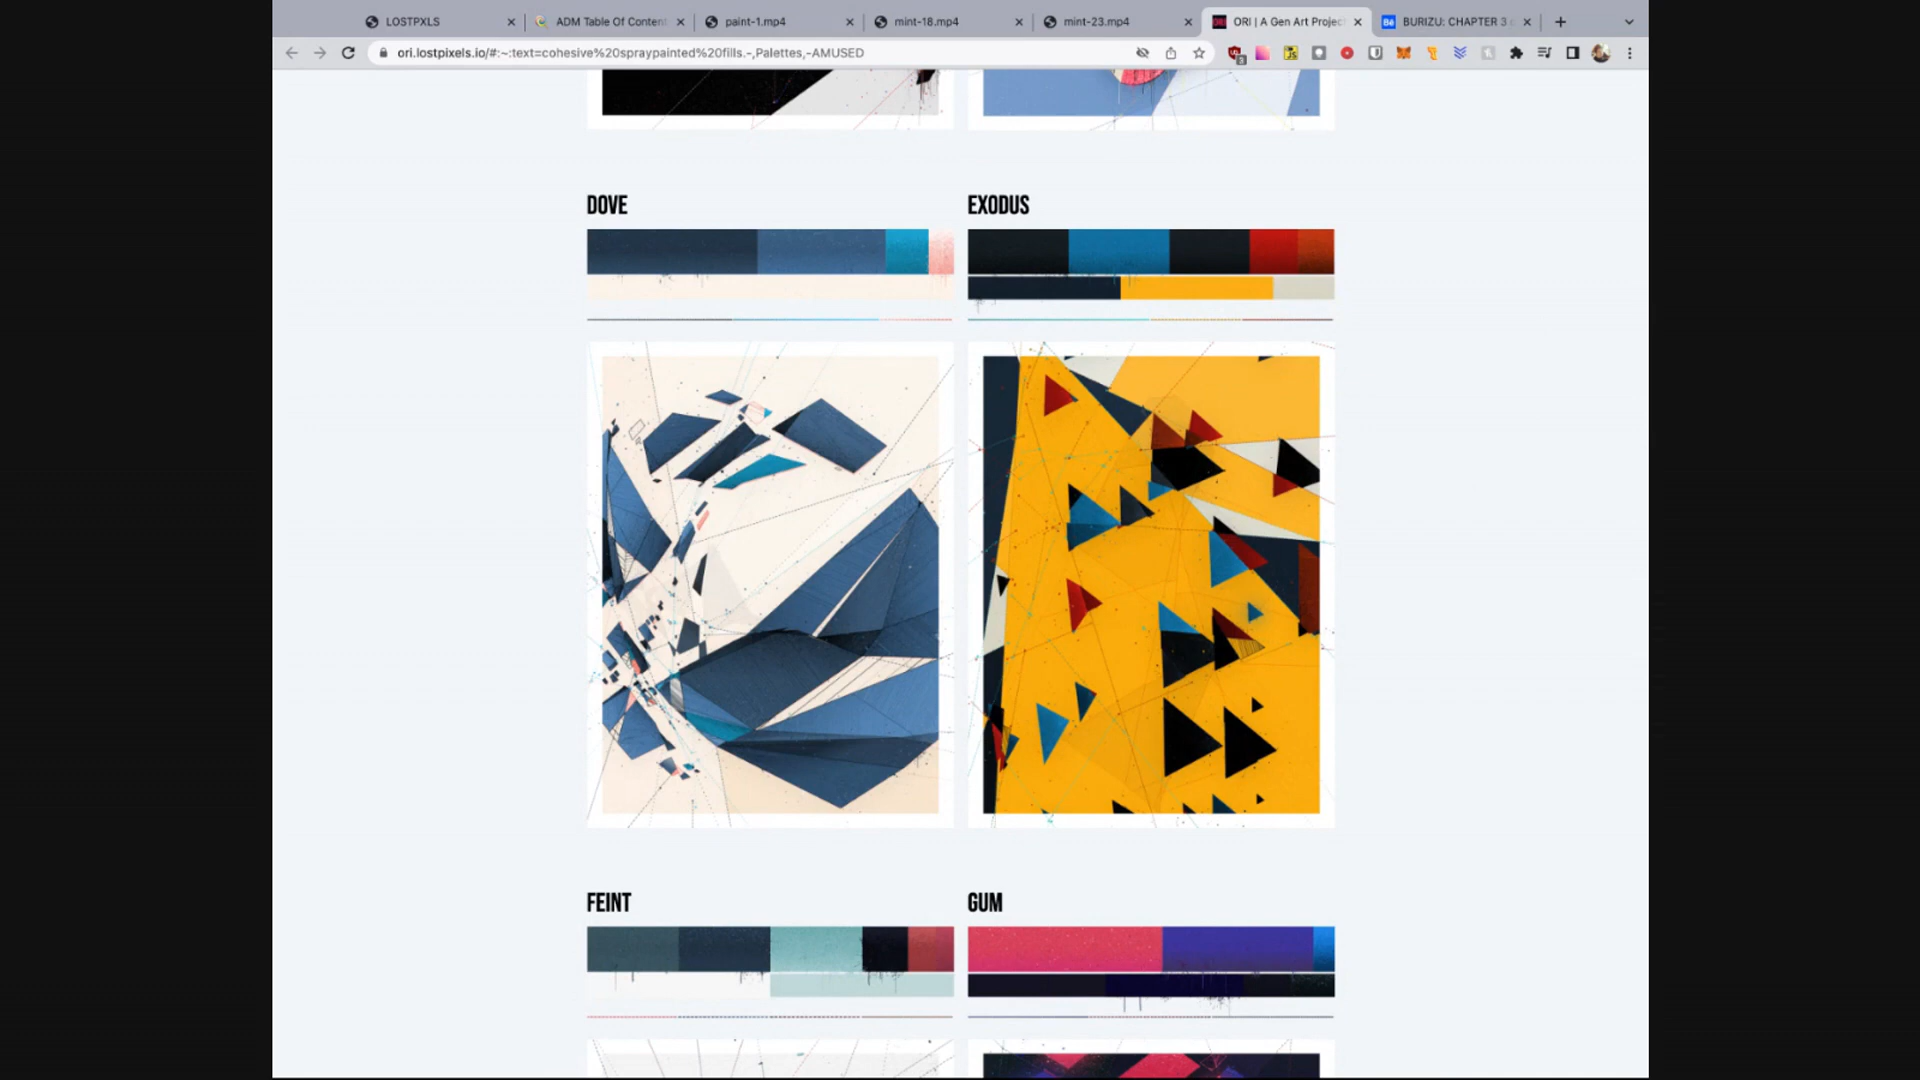 LOSTPXLS
ADM Table Of Content
paint-1.mp4
mint-18.mp4
mint-23.mp4
ORI | A Gen Art Project
BURIZU: CHAPTER 3
ori.lostpixels.io/#:~:text=cohesive%20spraypainted%20fills.-,Palettes,-AMUSED
DOVE
EXODUS
FEINT
GUM